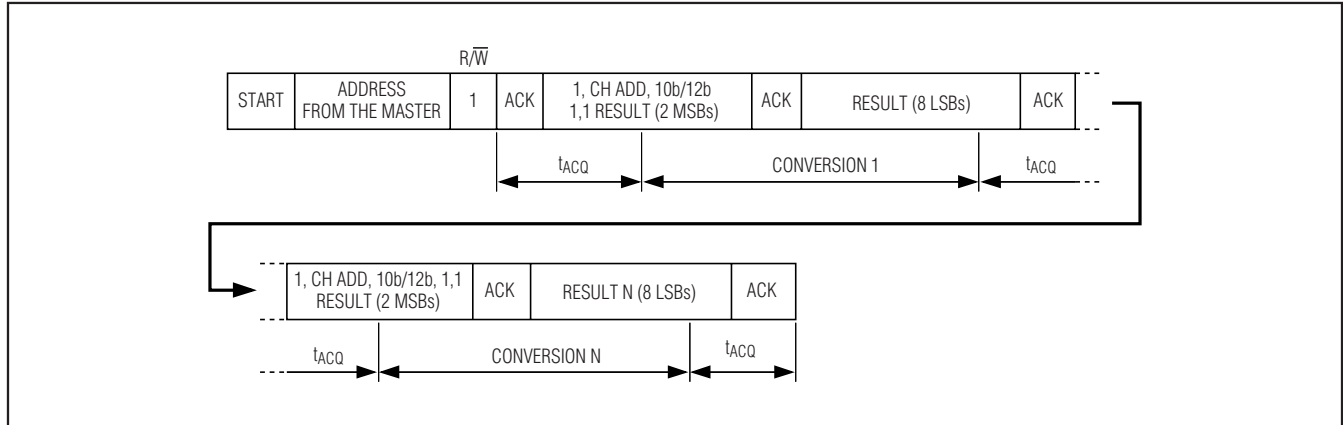 R/W̅
START
ADDRESS
FROM THE MASTER
1
ACK
1, CH ADD, 10b/12b
1,1 RESULT (2 MSBs)
ACK
RESULT (8 LSBs)
ACK
tACQ
CONVERSION 1
tACQ
1, CH ADD, 10b/12b, 1,1
RESULT (2 MSBs)
ACK
RESULT N (8 LSBs)
ACK
tACQ
CONVERSION N
tACQ